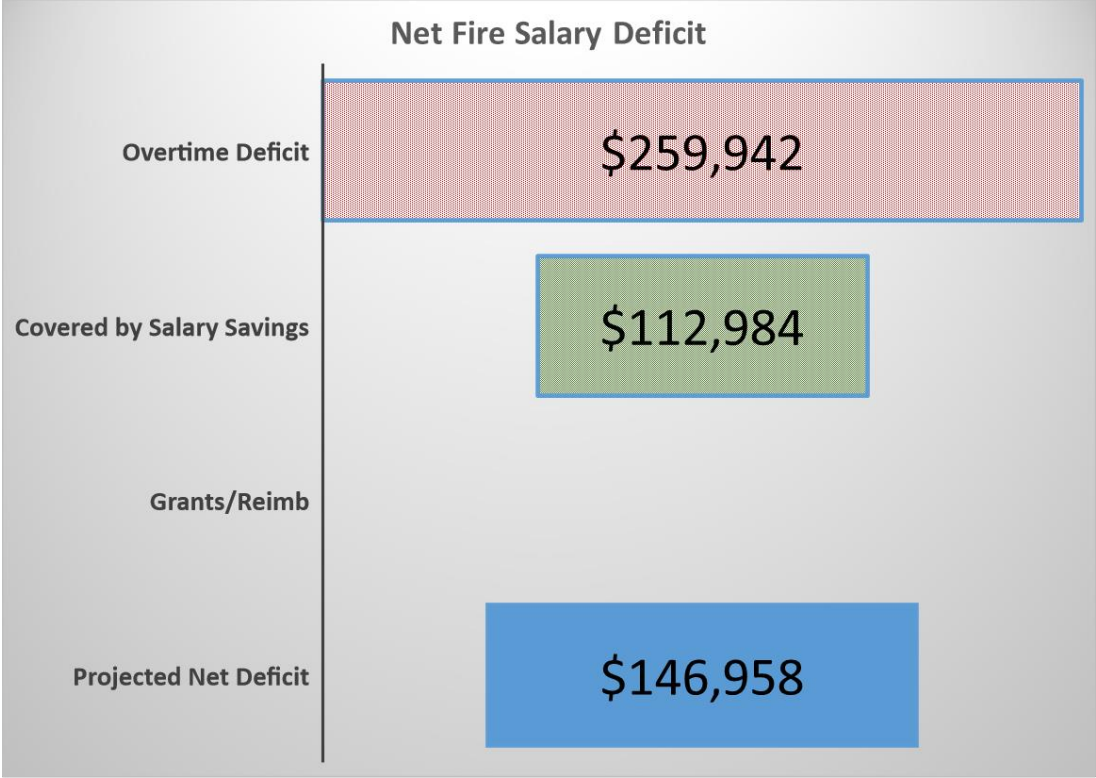 Net Fire Salary Deficit
Overtime Deficit
$259,942
Covered by Salary Savings
$112,984
Grants/Reimb
Projected Net Deficit
$146,958